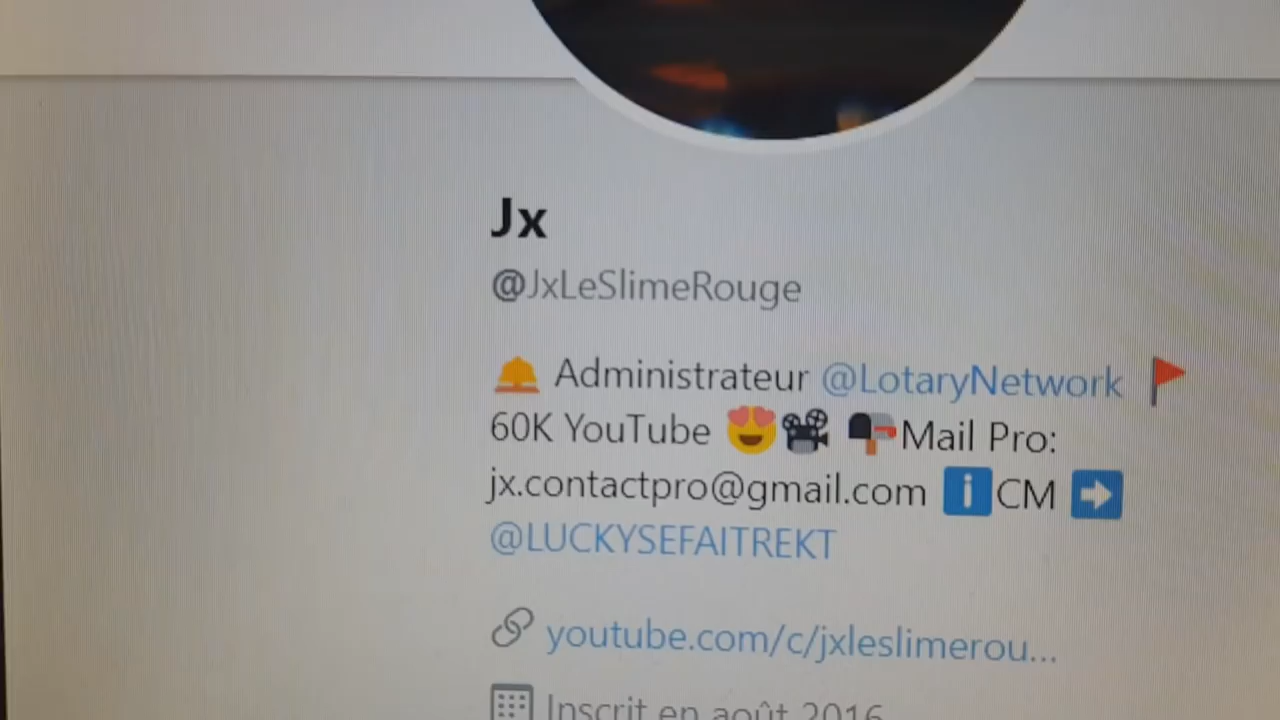 Jx
@JxLeSlimeRouge
🛎 Administrateur @LotaryNetwork 🚩
60K YouTube 😍🎥 📪Mail Pro:
jx.contactpro@gmail.com ℹCM ➡
@LUCKYSEFAITREKT
youtube.com/c/jxleslimerou...
Inscrit en août 2016